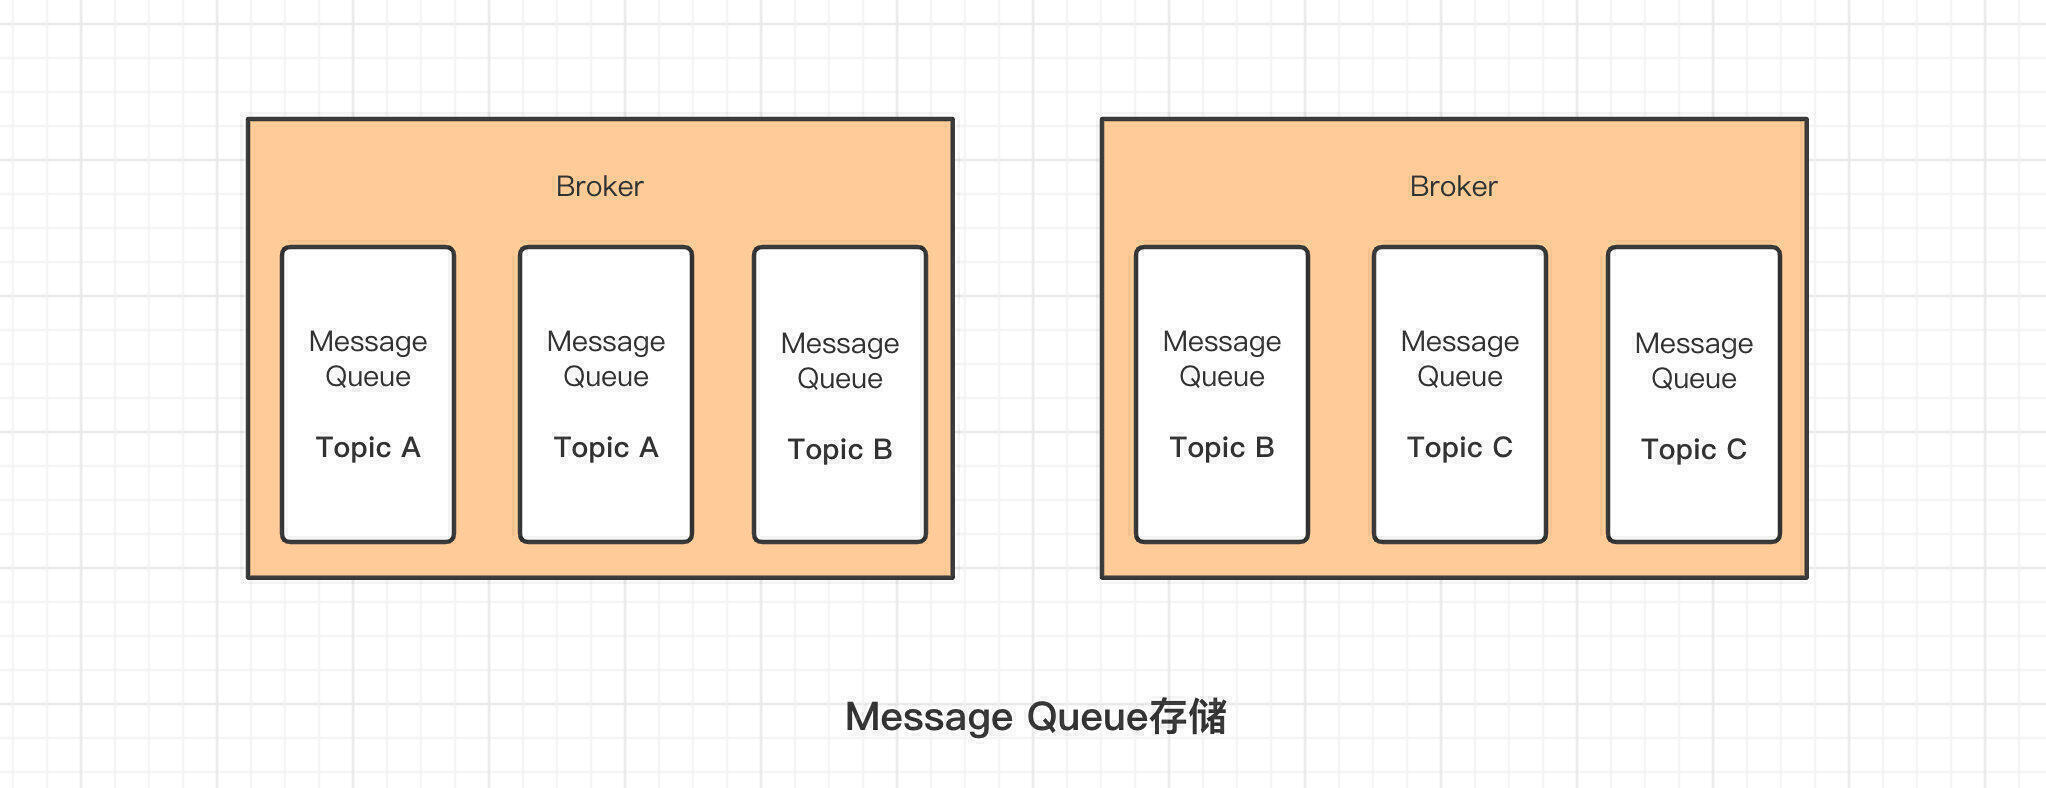 Broker
Message
Queue
Topic A
Message
Queue
Topic A
Message
Queue
Topic B
Broker
Message
Queue
Topic B
Message
Queue
Topic C
Message
Queue
Topic C
Message Queue存储